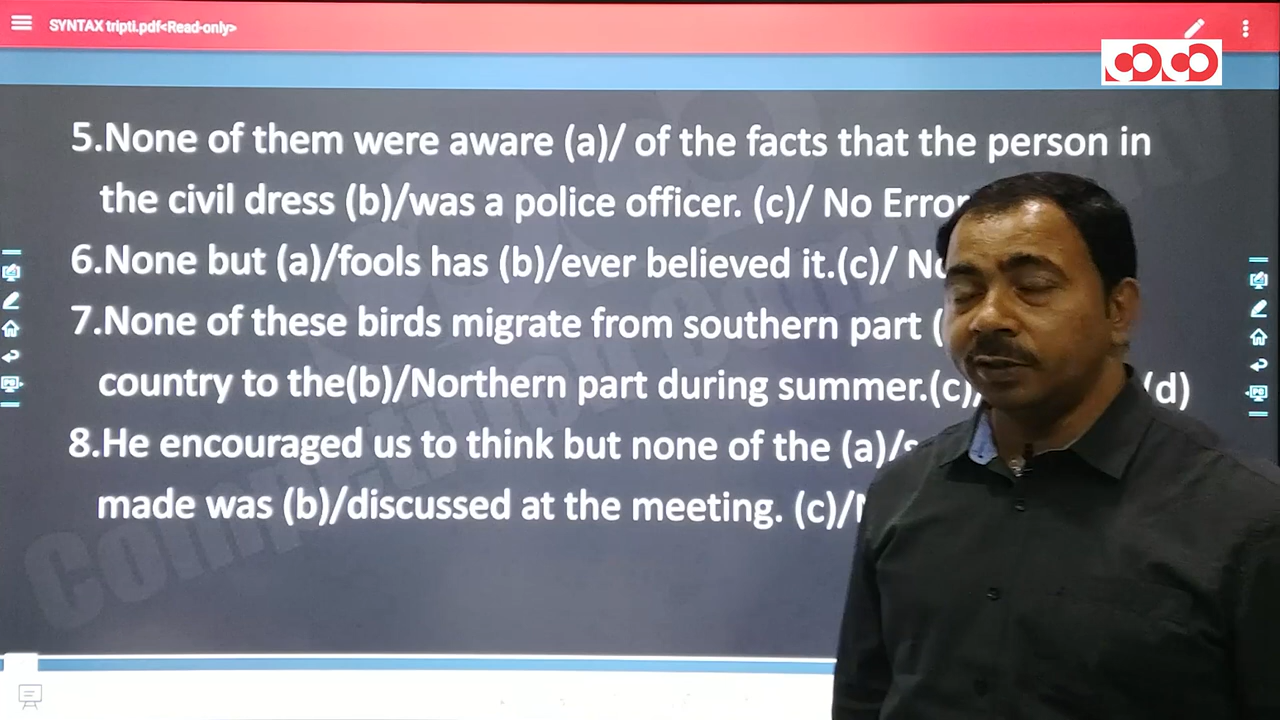 SYNTAX tripti.pdf<Read-only>
5.None of them were aware (a)/ of the facts that the person in
the civil dress (b)/was a police officer. (c)/ No Error
6.None but (a)/fools has (b)/ever believed it.(c)/
7.None of these birds migrate from southern part
country to the(b)/Northern part during summer.(c) (d)
8.He encouraged us to think but none of the (a)/
made was (b)/discussed at the meeting. (c)/